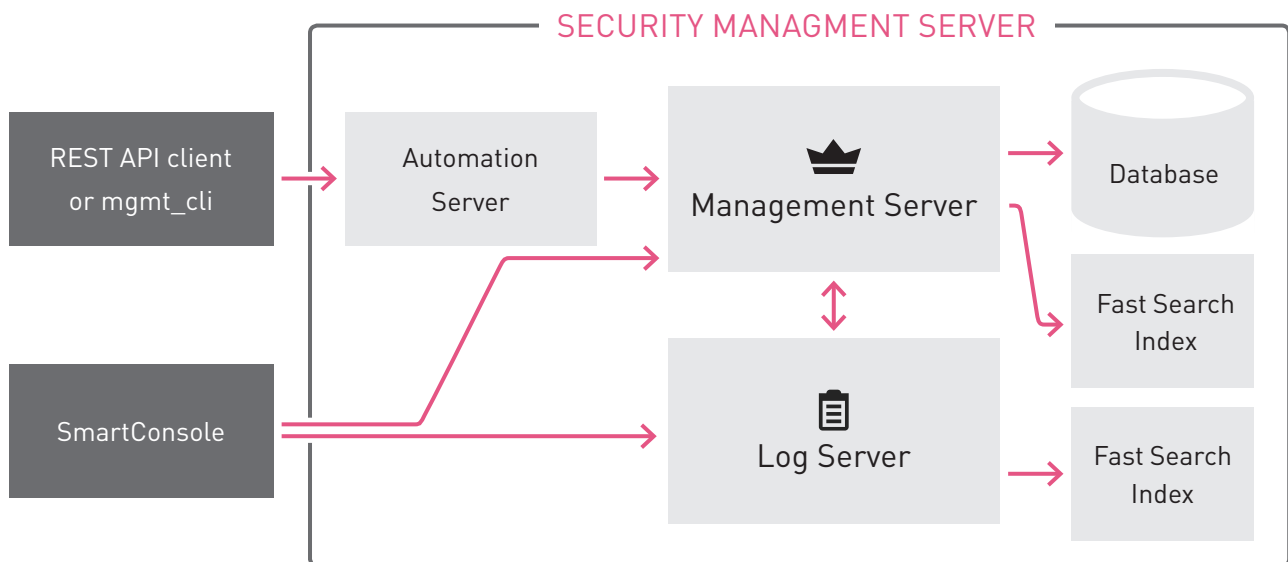 SECURITY MANAGMENT SERVER
REST API client
or mgmt_cli
Automation
Server
Management Server
Database
Fast Search
Index
SmartConsole
Log Server
Fast Search
Index